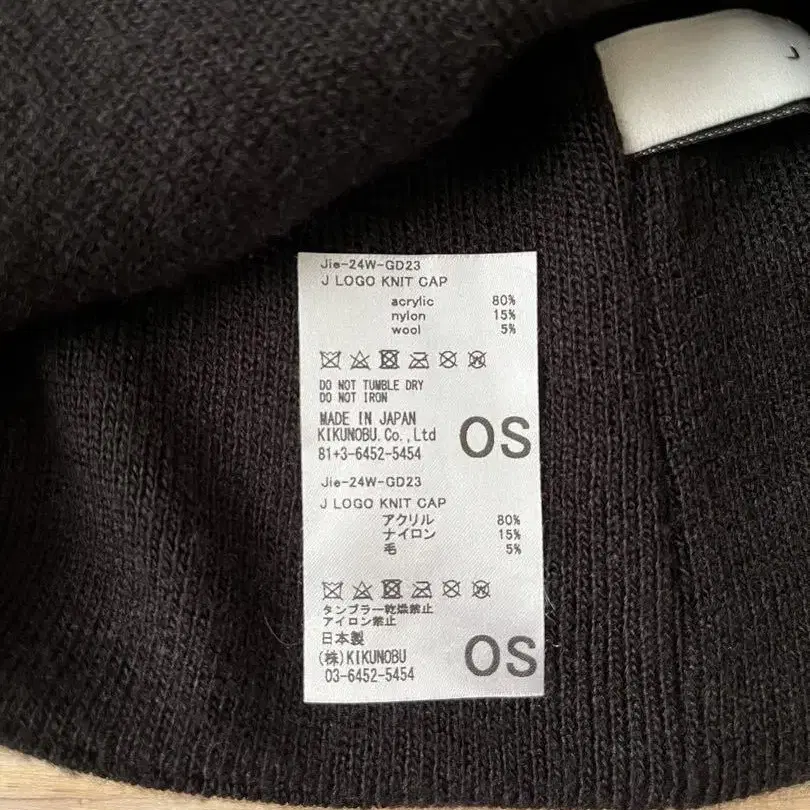 J
Jie-24W-GD23
J LOGO KNIT CAP
acrylic 80%
nylon 15%
wool 5%
DO NOT TUMBLE DRY
DO NOT IRON
MADE IN JAPAN
KIKUNOBU.Co.,Ltd
81+3-6452-5454
OS
Jie-24W-GD23
J LOGO KNIT CAP
アクリル 80%
ナイロン 15%
毛 5%
タンブラー乾燥禁止
アイロン禁止
日本製
(株)KIKUNOBU
03-6452-5454
OS